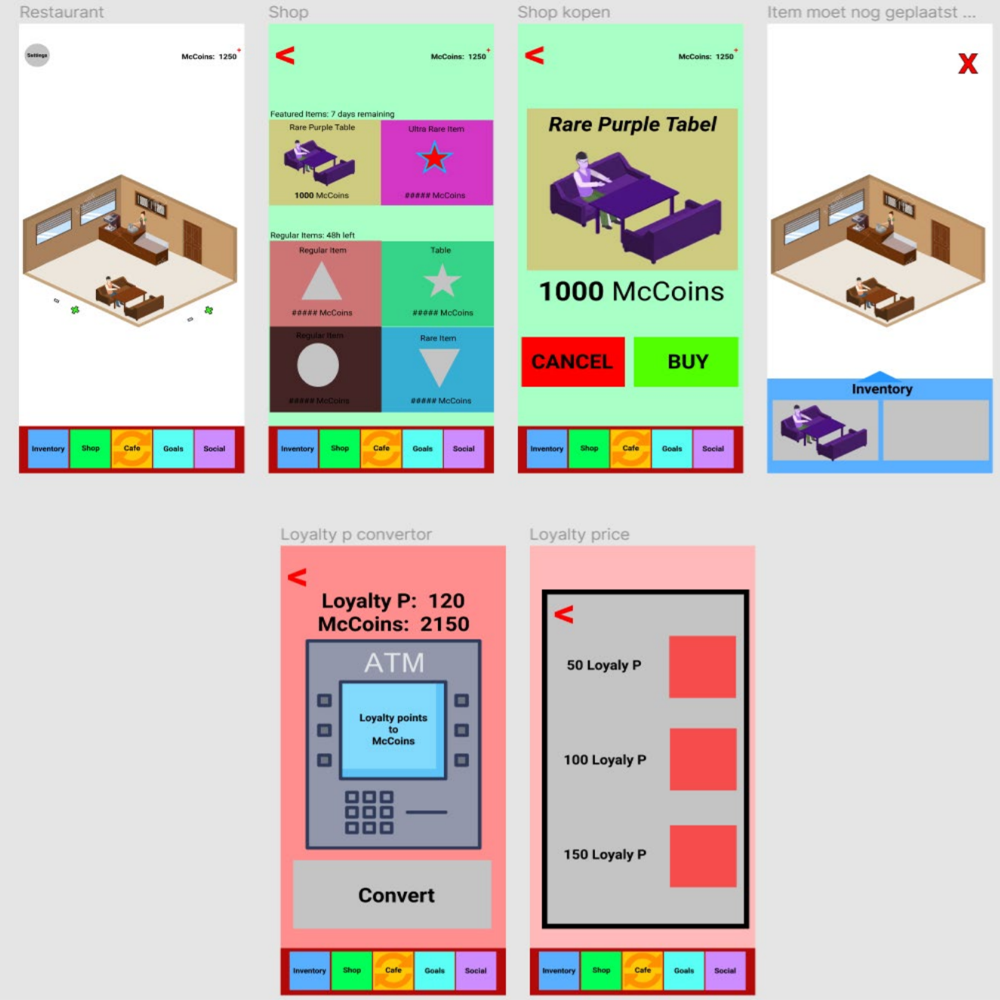 Restaurant
Settings
McCoins: 1250+
Inventory
Shop
Cafe
Goals
Social
Shop
<
McCoins: 1250+
Featured Items: 7 days remaining
Rare Purple Table
1000 McCoins
Ultra Rare Item
##### McCoins
Regular Items: 48h left
Regular Item
##### McCoins
Table
##### McCoins
Regular Item
##### McCoins
Rare Item
##### McCoins
Inventory
Shop
Cafe
Goals
Social
Shop kopen
<
McCoins: 1250+
Rare Purple Tabel
1000 McCoins
CANCEL
BUY
Inventory
Shop
Cafe
Goals
Social
Item moet nog geplaatst ...
X
Inventory
Loyalty p convertor
<
Loyalty P: 120
McCoins: 2150
ATM
Loyalty points
to
McCoins
Convert
Inventory
Shop
Cafe
Goals
Social
Loyalty price
<
50 Loyaly P
100 Loyaly P
150 Loyaly P
Inventory
Shop
Cafe
Goals
Social